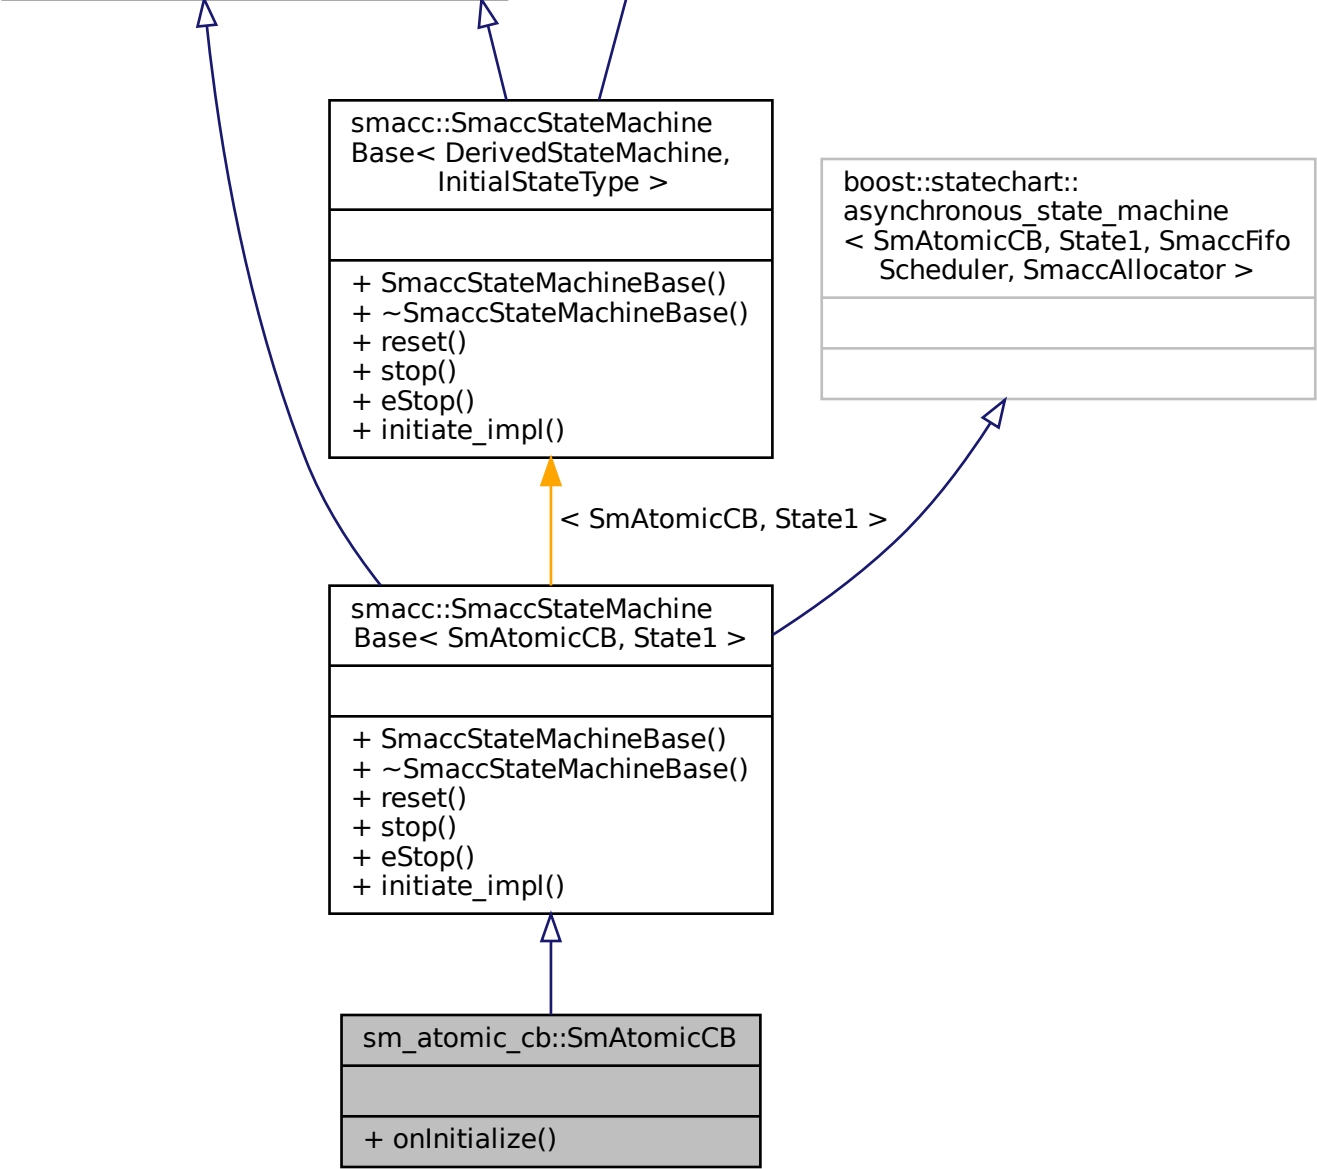 smacc::SmaccStateMachine
Base< DerivedStateMachine,
InitialStateType >
+ SmaccStateMachineBase()
+ ~SmaccStateMachineBase()
+ reset()
+ stop()
+ eStop()
+ initiate_impl()
boost::statechart::
asynchronous_state_machine
< SmAtomicCB, State1, SmaccFifo
Scheduler, SmaccAllocator >
< SmAtomicCB, State1 >
smacc::SmaccStateMachine
Base< SmAtomicCB, State1 >
+ SmaccStateMachineBase()
+ ~SmaccStateMachineBase()
+ reset()
+ stop()
+ eStop()
+ initiate_impl()
sm_atomic_cb::SmAtomicCB
+ onInitialize()